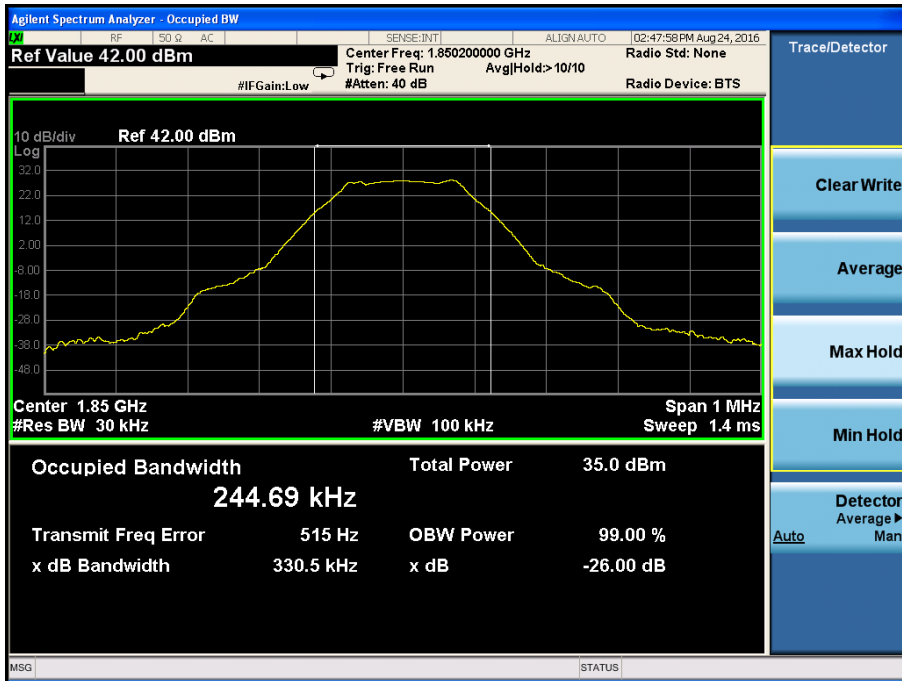 Agilent Spectrum Analyzer - Occupied BW
LXI RF 50 Ω AC SENSE:INT ALIGN AUTO 02:47:58 PM Aug 24, 2016
Ref Value 42.00 dBm Center Freq: 1.850200000 GHz Radio Std: None
Trig: Free Run Avg|Hold:>10/10
#IFGain:Low #Atten: 40 dB Radio Device: BTS
10 dB/div Ref 42.00 dBm
Log
32.0
22.0
12.0
2.00
-8.00
-18.0
-28.0
-38.0
-48.0
Center 1.85 GHz Span 1 MHz
#Res BW 30 kHz #VBW 100 kHz Sweep 1.4 ms
Occupied Bandwidth Total Power 35.0 dBm
244.69 kHz
Transmit Freq Error 515 Hz OBW Power 99.00 %
x dB Bandwidth 330.5 kHz x dB -26.00 dB
MSG STATUS
Trace/Detector
Clear Write
Average
Max Hold
Min Hold
Detector
Average▶
Auto Man